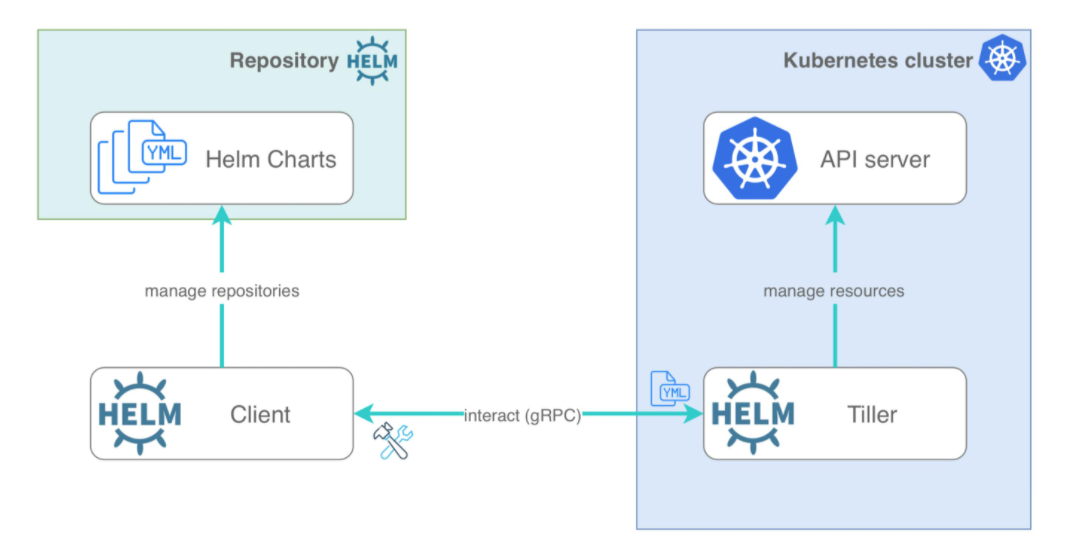 Repository
HELM
Kubernetes cluster
YML
Helm Charts
API server
manage repositories
manage resources
HELM
Client
interact (gRPC)
YML
HELM
Tiller